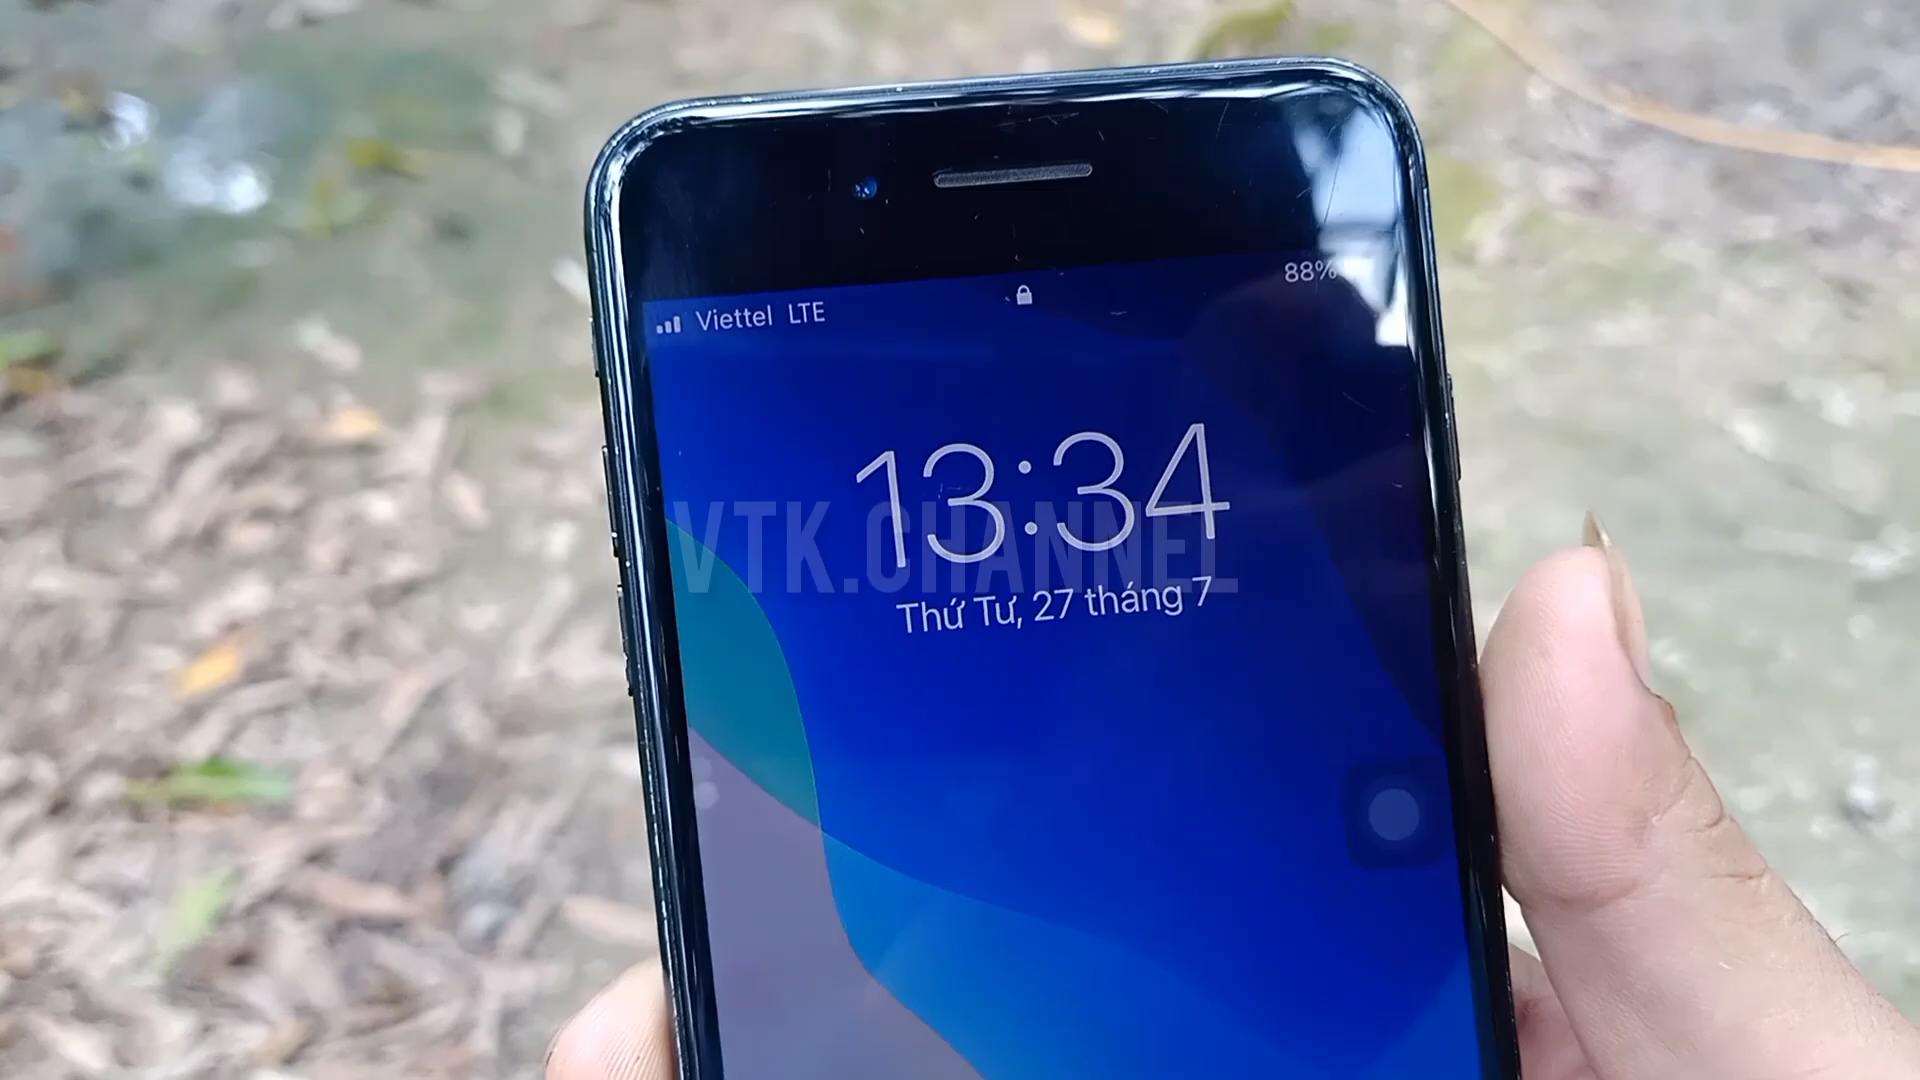 Viettel LTE
88%
13:34
VTK.CHANNEL
Thứ Tư, 27 tháng 7